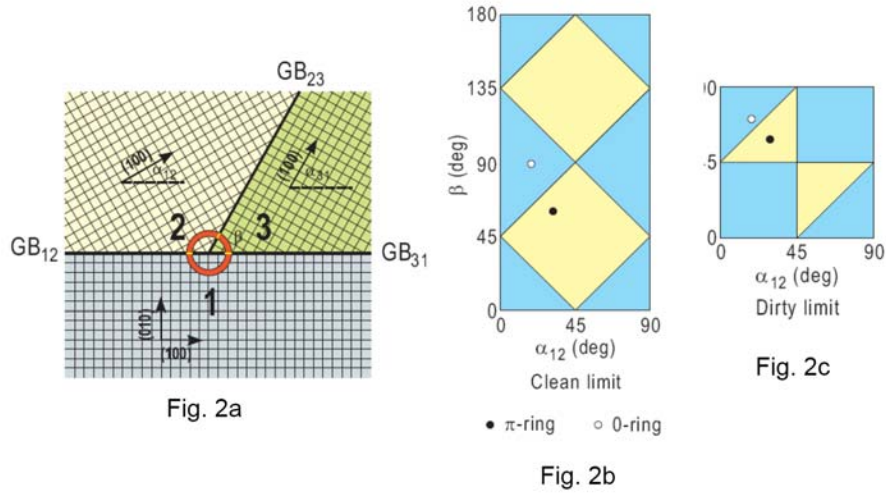 GB23
(100)
α12
(100)
α31
2
3
β
GB12
GB31
1
(010)
[100]
Fig. 2a
180
135
90
45
0
β (deg)
0 45 90
α12 (deg)
Clean limit
● π-ring ○ 0-ring
Fig. 2b
)0
15
0
0 45 90
α12 (deg)
Dirty limit
Fig. 2c